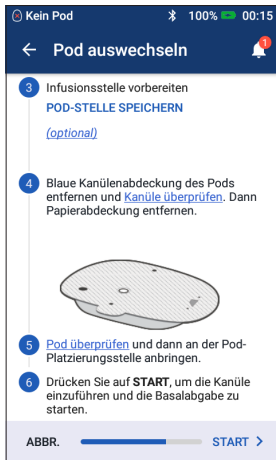 Kein Pod 100% 00:15
Pod auswechseln 1
3 Infusionsstelle vorbereiten
POD-STELLE SPEICHERN
(optional)
4 Blaue Kanülenabdeckung des Pods
entfernen und Kanüle überprüfen. Dann
Papierabdeckung entfernen.
5 Pod überprüfen und dann an der Pod-
Platzierungsstelle anbringen.
6 Drücken Sie auf START, um die Kanüle
einzuführen und die Basalabgabe zu
starten.
ABBR. START